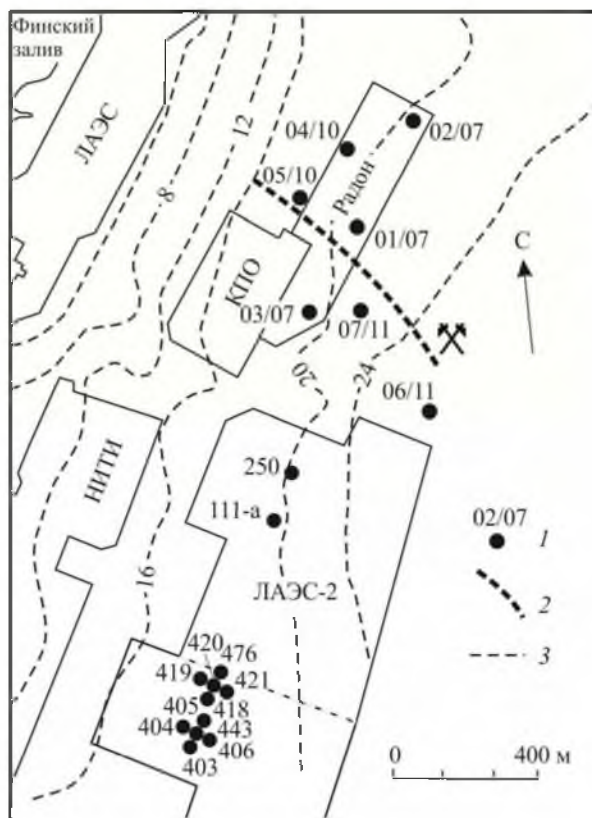 Финский
залив
ЛАЭС
12
8
04/10
02/07
05/10
Радон
01/07
С
КПО
03/07
07/11
20
24
06/11
НИТИ
250
111-а
02/07
1
16
ЛАЭС-2
2
420
476
3
419
421
405
418
404
443
406
403
0 400 м